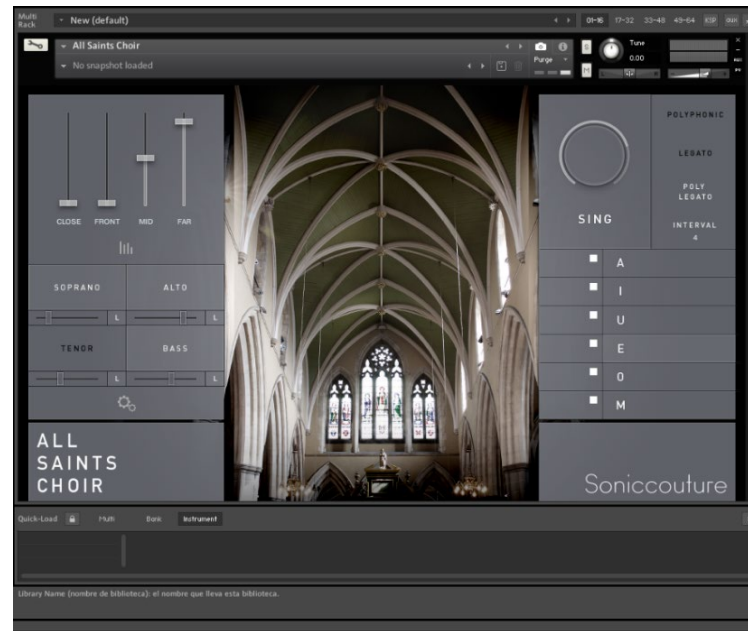 Multi
Rack
New (default)
01-16 17-32 33-48 49-64 KSP
All Saints Choir
No snapshot loaded
Purge
S
M
Tune
0.00
CLOSE FRONT MID FAR
SOPRANO ALTO
L L
TENOR BASS
L L
ALL
SAINTS
CHOIR
SING
POLYPHONIC
LEGATO
POLY
LEGATO
INTERVAL
4
A
I
U
E
O
M
Soniccouture
Quick-Load Multi Bank Instrument
Library Name (nombre de biblioteca): el nombre que lleva esta biblioteca.